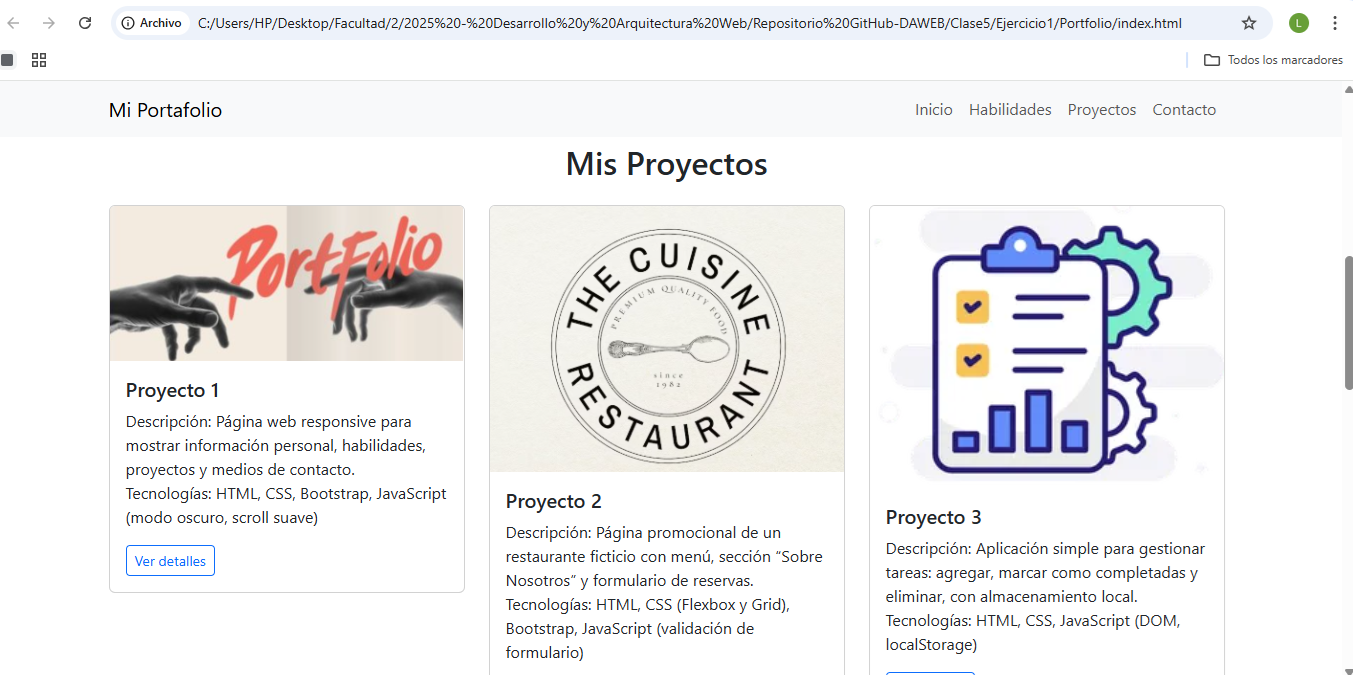 Archivo
C:/Users/HP/Desktop/Facultad/2/2025%20-%20Desarrollo%20y%20Arquitectura%20Web/Repositorio%20GitHub-DAWEB/Clase5/Ejercicio1/Portfolio/index.html
L
Todos los marcadores
Mi Portafolio
Inicio
Habilidades
Proyectos
Contacto
Mis Proyectos
PortFolio
Proyecto 1
Descripción: Página web responsive para
mostrar información personal, habilidades,
proyectos y medios de contacto.
Tecnologías: HTML, CSS, Bootstrap, JavaScript
(modo oscuro, scroll suave)
Ver detalles
THE CUISINE
PREMIUM QUALITY FOOD
since
1982
RESTAURANT
Proyecto 2
Descripción: Página promocional de un
restaurante ficticio con menú, sección “Sobre
Nosotros” y formulario de reservas.
Tecnologías: HTML, CSS (Flexbox y Grid),
Bootstrap, JavaScript (validación de
formulario)
Proyecto 3
Descripción: Aplicación simple para gestionar
tareas: agregar, marcar como completadas y
eliminar, con almacenamiento local.
Tecnologías: HTML, CSS, JavaScript (DOM,
localStorage)